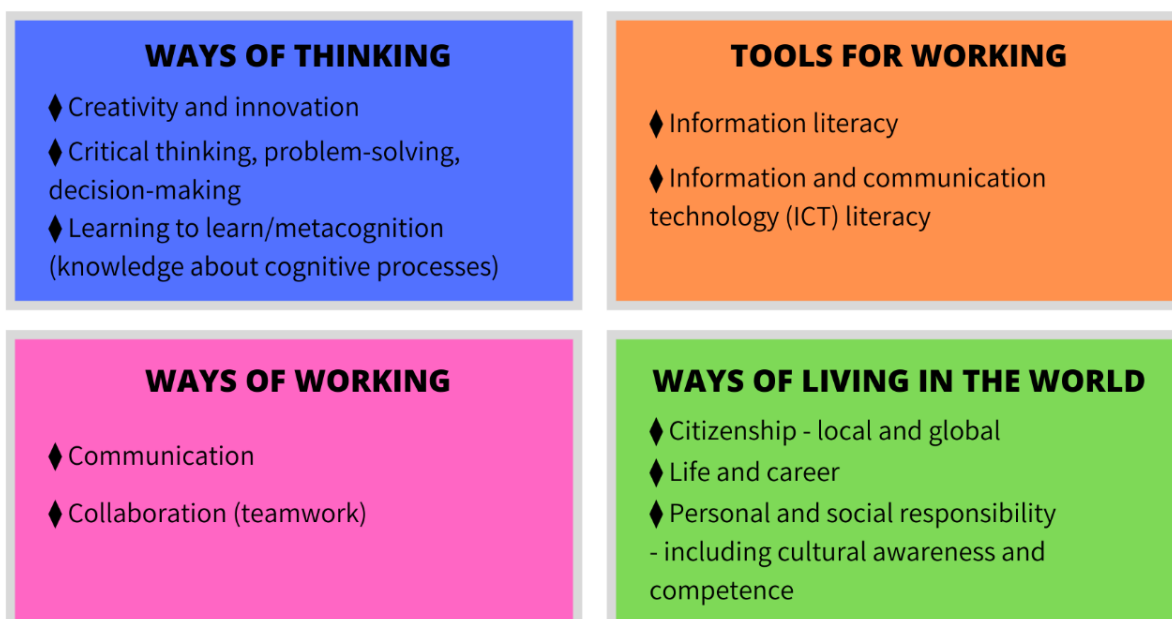 WAYS OF THINKING
♦ Creativity and innovation
♦ Critical thinking, problem-solving,
decision-making
♦ Learning to learn/metacognition
(knowledge about cognitive processes)
TOOLS FOR WORKING
♦ Information literacy
♦ Information and communication
technology (ICT) literacy
WAYS OF WORKING
♦ Communication
♦ Collaboration (teamwork)
WAYS OF LIVING IN THE WORLD
♦ Citizenship - local and global
♦ Life and career
♦ Personal and social responsibility
- including cultural awareness and
competence